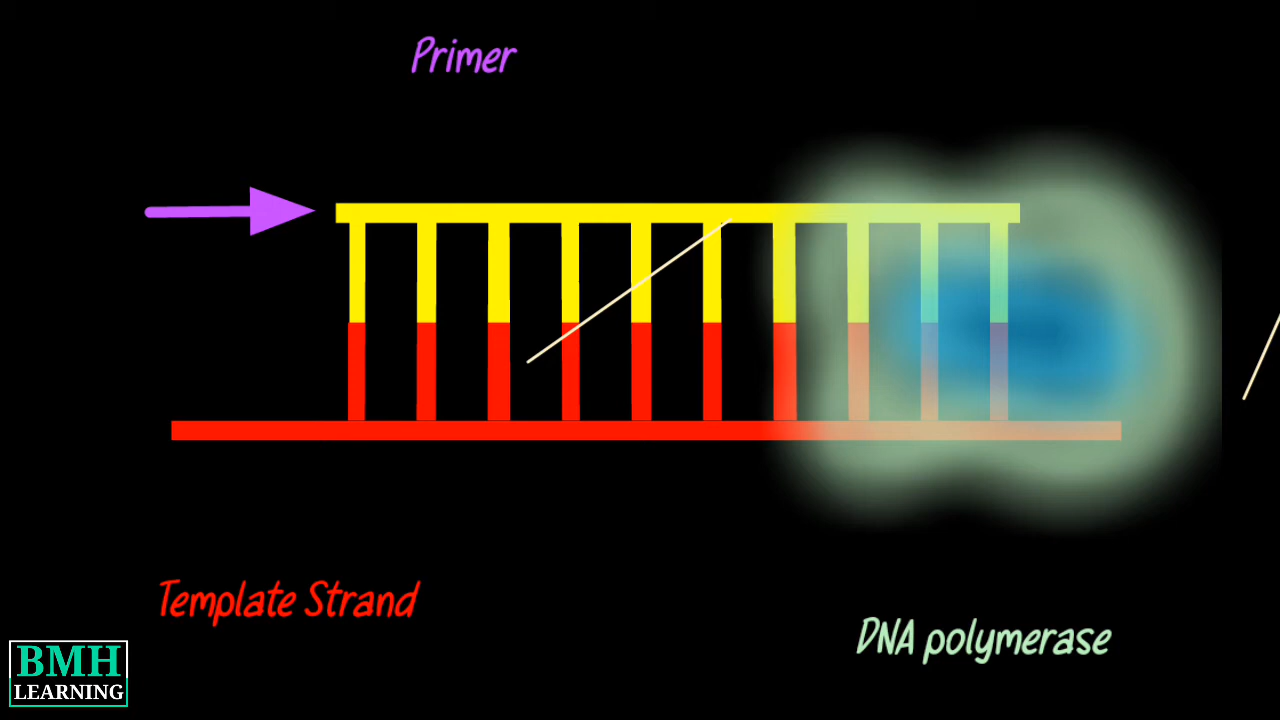 Primer
Template Strand
DNA polymerase
BMH
LEARNING